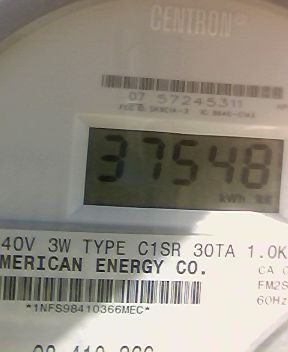 CENTRON
07 57245311
37548
kWh
40V 3W TYPE C1SR 30TA 1.0K
MERICAN ENERGY CO.
CA 0
FM2S
60Hz
*1NFS98410366MEC*